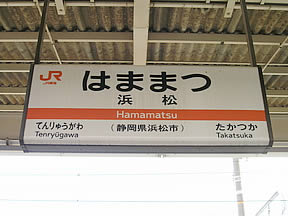 JR
はままつ
浜松
Hamamatsu
てんりゅうがわ (静岡県浜松市) たかつか
Tenryūgawa Takatsuka